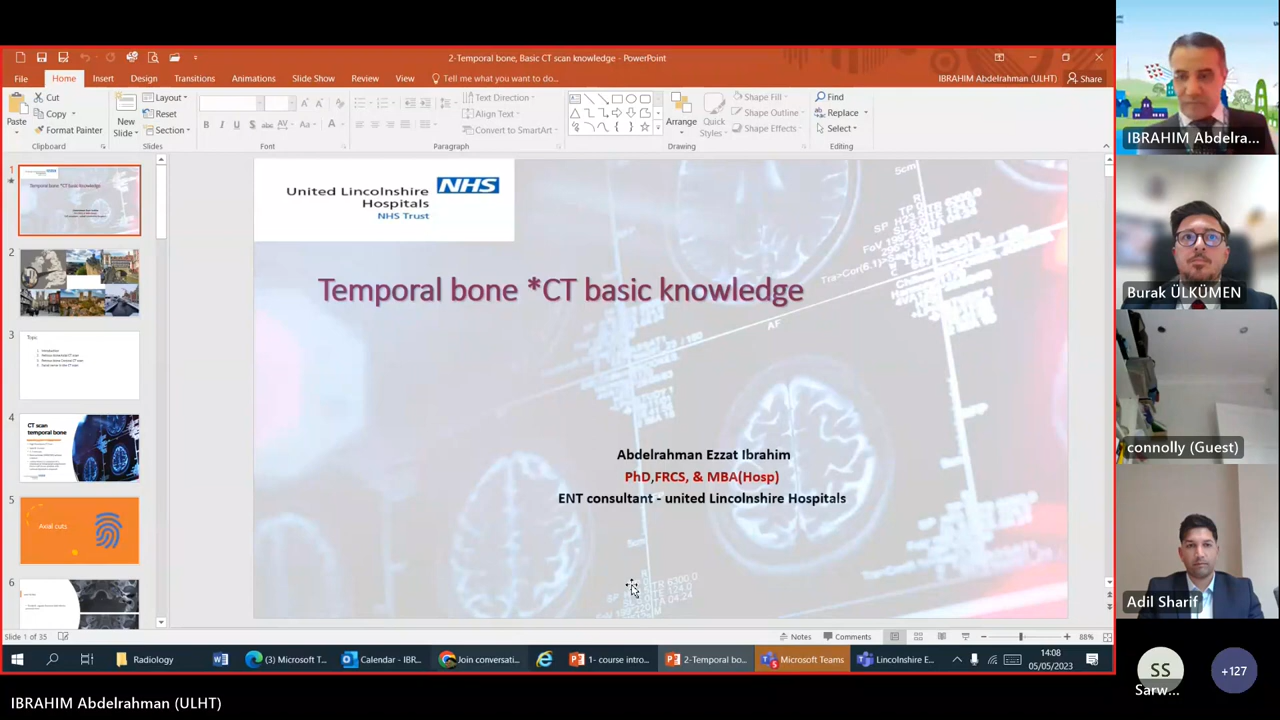 2-Temporal bone, Basic CT scan knowledge - PowerPoint
File
Home
Insert
Design
Transitions
Animations
Slide Show
Review
View
Tell me what you want to do...
IBRAHIM Abdelrahman (ULHT)
Share
Paste
Cut
Copy
Format Painter
Clipboard
New
Slide
Layout
Reset
Section
Slides
Font
Text Direction
Align Text
Convert to SmartArt
Paragraph
Arrange
Quick
Styles
Shape Fill
Shape Outline
Shape Effects
Drawing
Find
Replace
Select
Editing
1
2
3
4
5
6
Topic
CT scan
temporal bone
Axial cuts
United Lincolnshire NHS
Hospitals
NHS Trust
Temporal bone *CT basic knowledge
Abdelrahman Ezzat Ibrahim
PhD,FRCS, & MBA(Hosp)
ENT consultant - united Lincolnshire Hospitals
Slide 1 of 35
Notes
Comments
88%
Radiology
(3) Microsoft T...
Calendar - IBR...
Join conversati...
1- course intro...
2-Temporal bo...
Microsoft Teams
Lincolnshire E...
14:08
05/05/2023
IBRAHIM Abdelra...
Burak ÜLKÜMEN
connolly (Guest)
Adil Sharif
SS
Sarw...
+127
IBRAHIM Abdelrahman (ULHT)